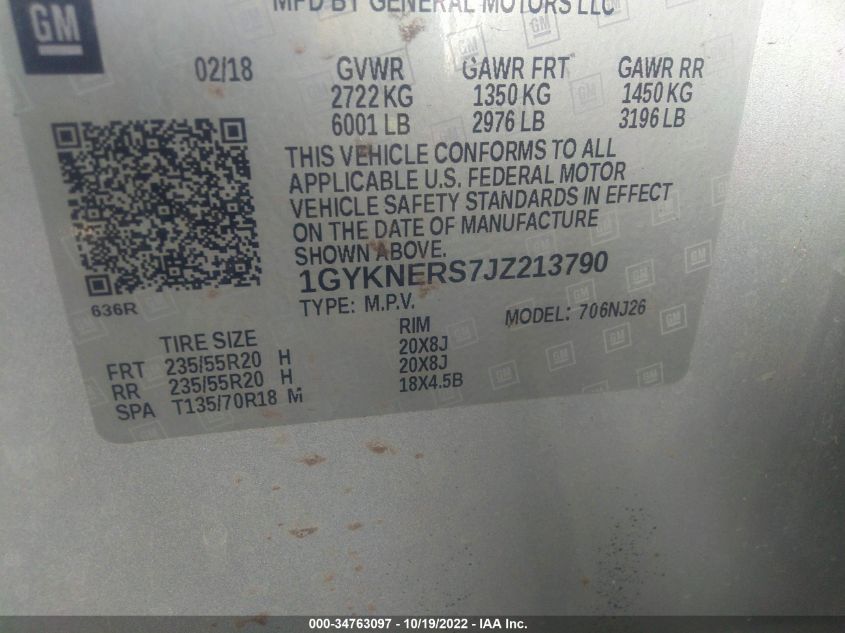 MFD BY GENERAL MOTORS LLC
GM
02/18 GVWR GAWR FRT GAWR RR
2722 KG 1350 KG 1450 KG
6001 LB 2976 LB 3196 LB
THIS VEHICLE CONFORMS TO ALL
APPLICABLE U.S. FEDERAL MOTOR
VEHICLE SAFETY STANDARDS IN EFFECT
ON THE DATE OF MANUFACTURE
SHOWN ABOVE.
1GYKNERS7JZ213790
636R
TYPE: M.P.V. MODEL: 706NJ26
TIRE SIZE RIM
FRT 235/55R20 H 20X8J
RR 235/55R20 H 20X8J
SPA T135/70R18 M 18X4.5B
000-34763097 - 10/19/2022 - IAA Inc.